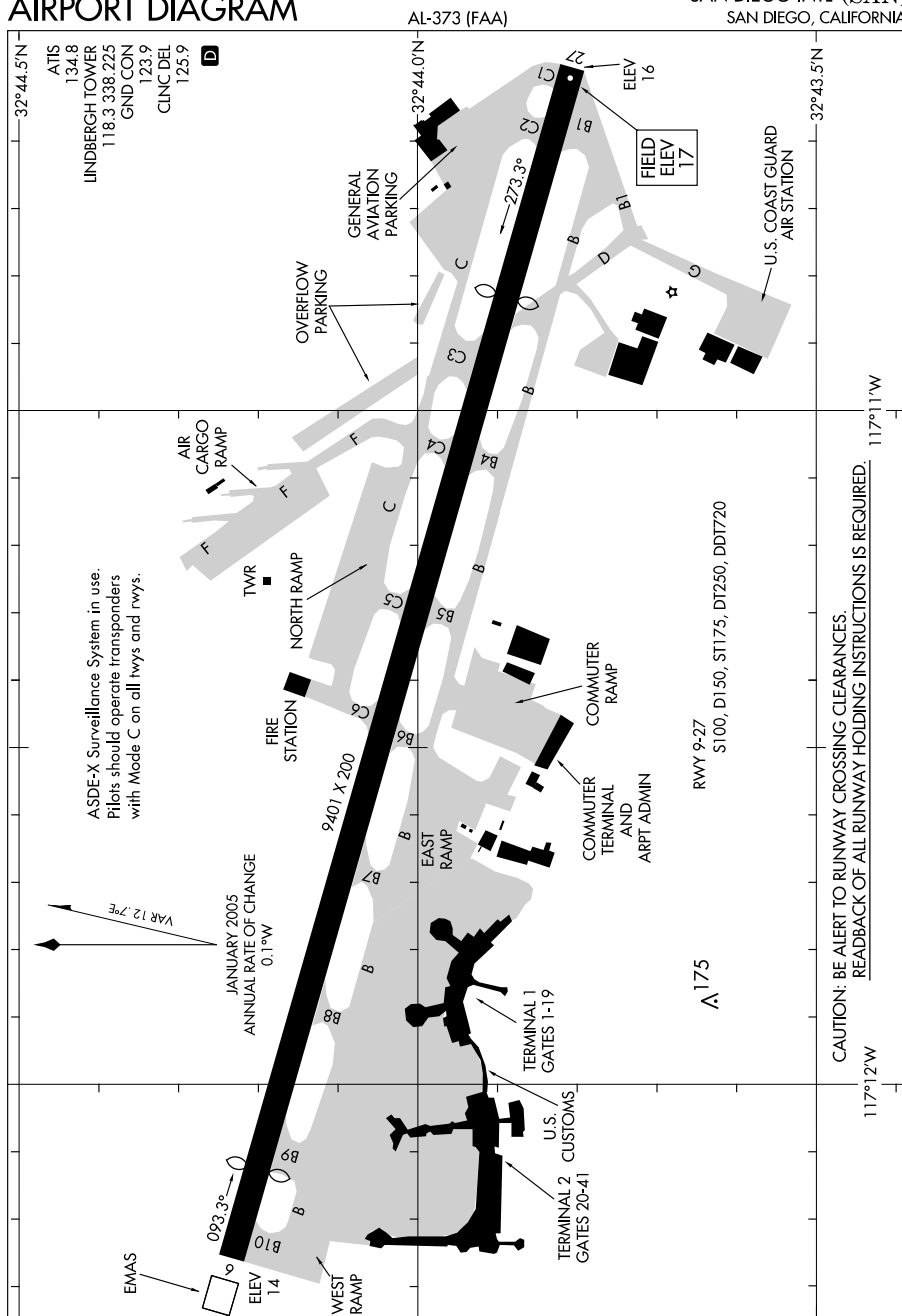 AIRPORT DIAGRAM
AL-373 (FAA)
SAN DIEGO, CALIFORNIA
32°44.5'N
32°44.0'N
32°43.5'N
ATIS
134.8
LINDBERGH TOWER
118.3 338.225
GND CON
123.9
CLNC DEL
125.9
D
C1
27
ELEV
16
C2
B1
FIELD
ELEV
17
273.3°
GENERAL
AVIATION
PARKING
B1
U.S. COAST GUARD
AIR STATION
C
B
D
G
OVERFLOW
PARKING
C3
B
AIR
CARGO
RAMP
F
F
F
C4
B4
C
B
117°11'W
ASDE-X Surveillance System in use.
Pilots should operate transponders
with Mode C on all twys and rwys.
TWR
NORTH RAMP
C5
B5
FIRE
STATION
C6
B6
COMMUTER
RAMP
RWY 9-27
S100, D150, ST175, DT250, DDT720
9401 X 200
B
EAST
RAMP
COMMUTER
TERMINAL
AND
ARPT ADMIN
B7
VAR 12.7°E
JANUARY 2005
ANNUAL RATE OF CHANGE
0.1°W
B
B8
TERMINAL 1
GATES 1-19
175
U.S.
CUSTOMS
117°12'W
B9
093.3°
B
B10
TERMINAL 2
GATES 20-41
EMAS
9
ELEV
14
WEST
RAMP
CAUTION: BE ALERT TO RUNWAY CROSSING CLEARANCES.
READBACK OF ALL RUNWAY HOLDING INSTRUCTIONS IS REQUIRED.